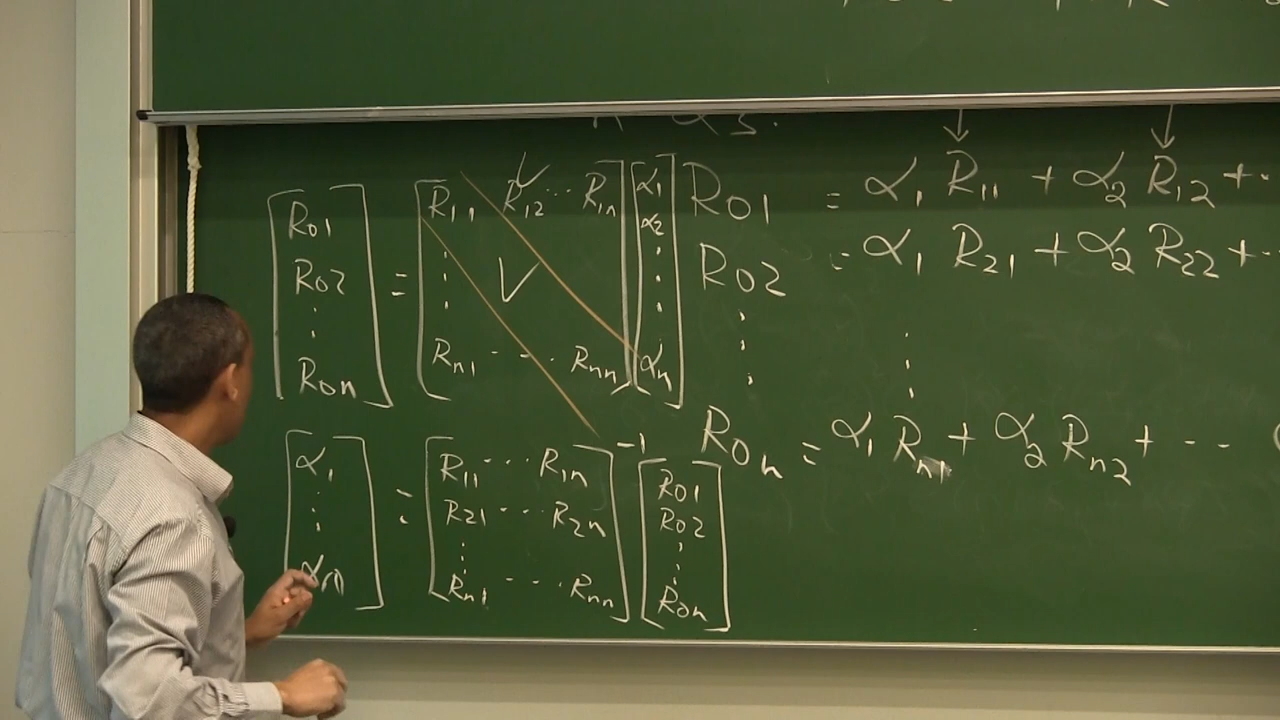 R01 = α1 R11 + α2 R12 + ..
R02 = α1 R21 + α2 R22 + ..
⋮ ⋮
R0n = α1 Rn1 + α2 Rn2 + - - -
[R01 R02 ⋮ R0n] = [R11 R12 ... R1n ⋮ Rn1 - - - Rnn] [α1 α2 ⋮ αn]
[α1 ⋮ αn] = [R11 ... R1n R21 ... R2n ⋮ Rn1 - - - Rnn]⁻¹ [R01 R02 ⋮ R0n]